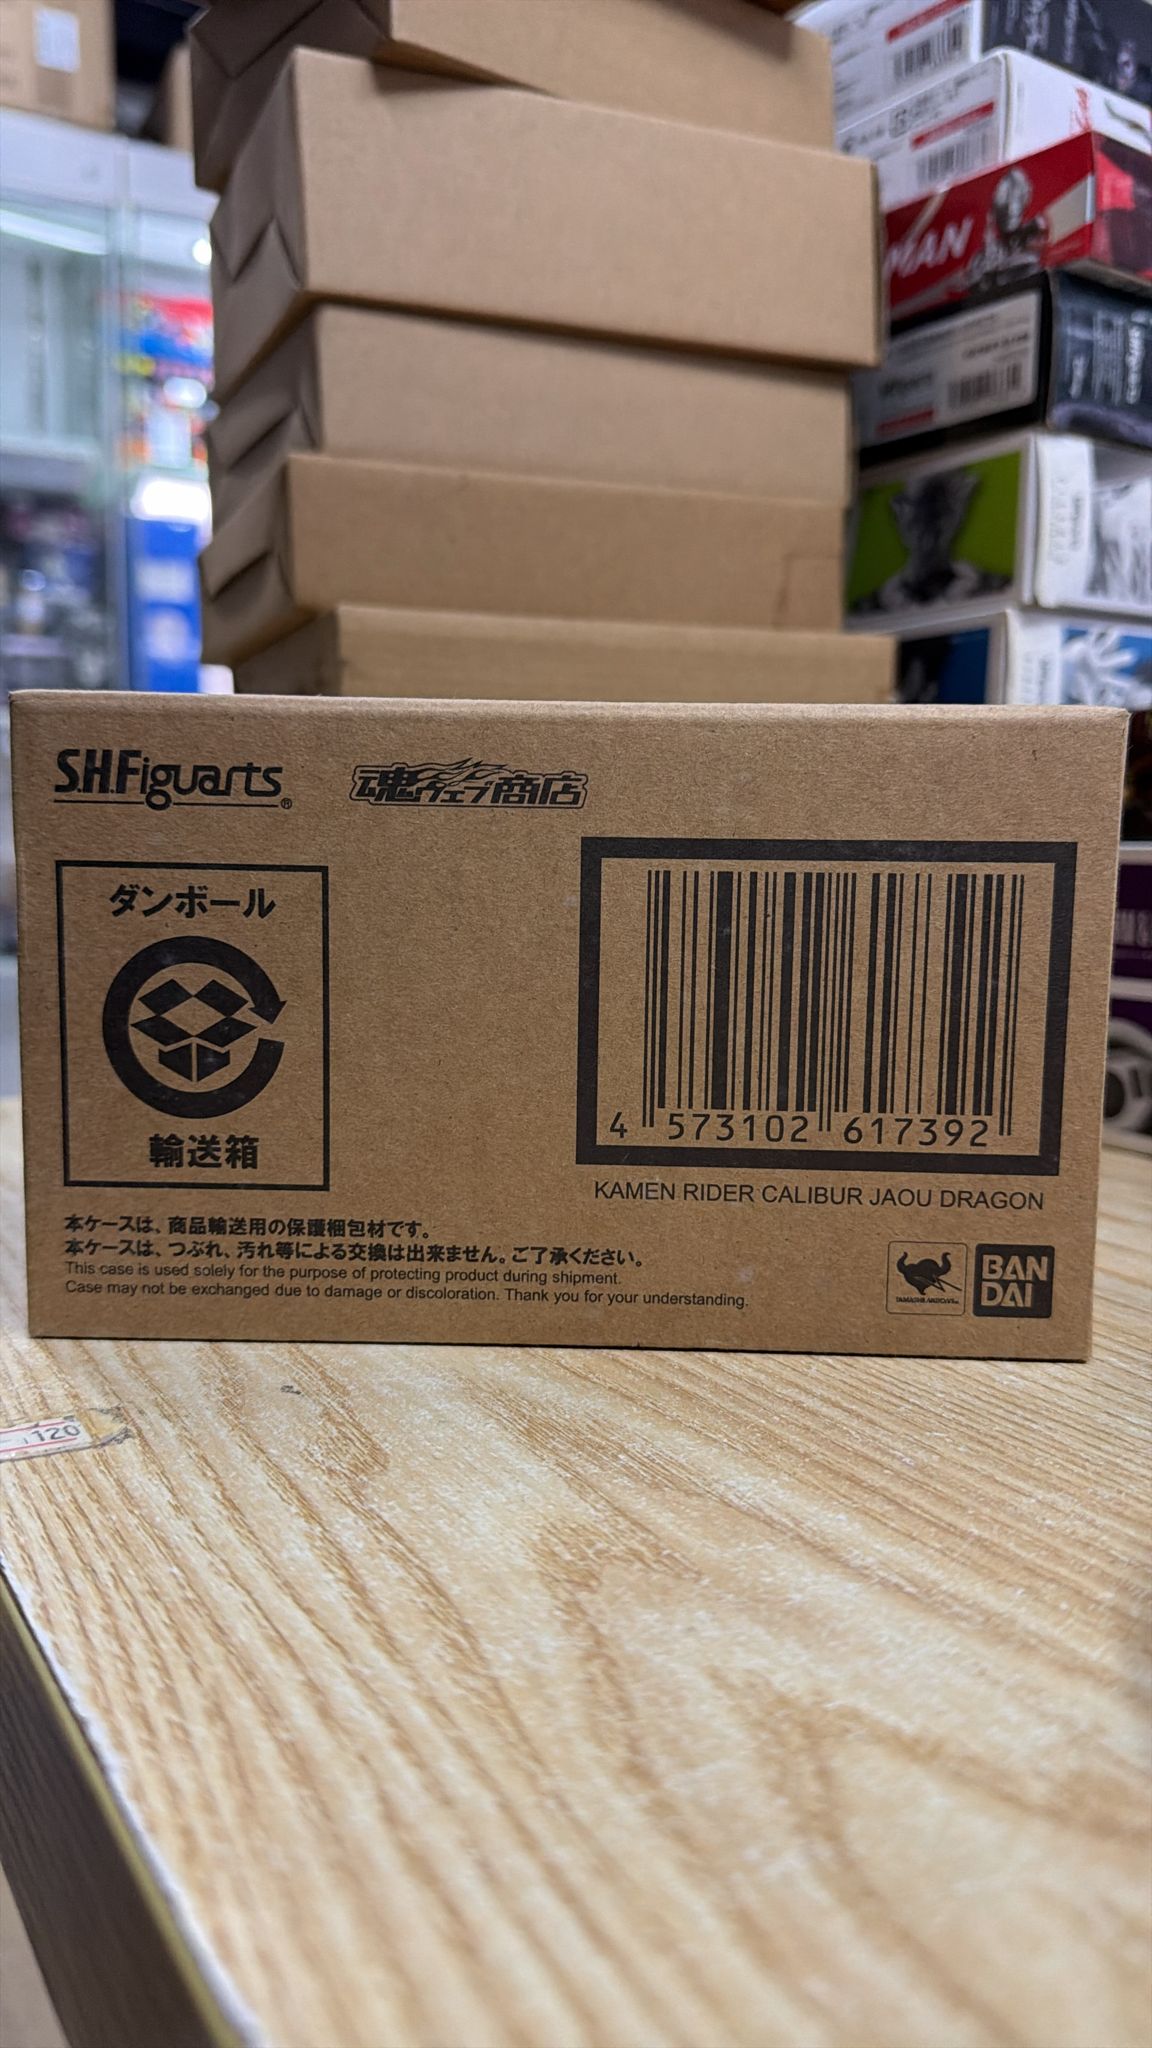 MAN
S.H.Figuarts®
魂ウェブ商店
ダンボール
輸送箱
4 573102 617392
KAMEN RIDER CALIBUR JAOU DRAGON
本ケースは、商品輸送用の保護梱包材です。
本ケースは、つぶれ、汚れ等による交換は出来ません。ご了承ください。
This case is used solely for the purpose of protecting product during shipment.
Case may not be exchanged due to damage or discoloration. Thank you for your understanding.
TAMASHII NATIONS
BAN
DAI
120